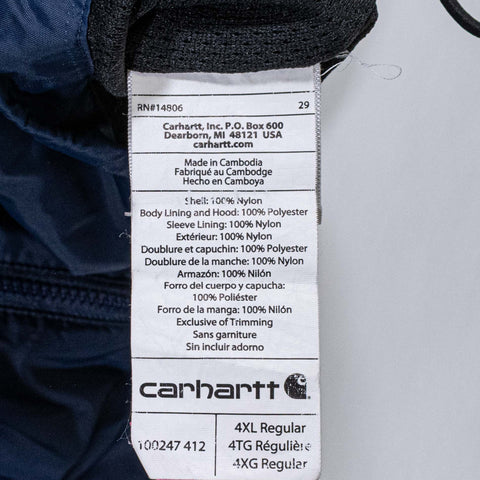 RN#14806 29
Carhartt, Inc. P.O. Box 600
Dearborn, MI 48121 USA
carhartt.com
Made in Cambodia
Fabriqué au Cambodge
Hecho en Camboya
Shell: 100% Nylon
Body Lining and Hood: 100% Polyester
Sleeve Lining: 100% Nylon
Extérieur: 100% Nylon
Doublure et capuchin: 100% Polyester
Doublure de la manche: 100% Nylon
Armazón: 100% Nilón
Forro del cuerpo y capucha:
100% Poliéster
Forro de la manga: 100% Nilón
Exclusive of Trimming
Sans garniture
Sin incluir adorno
carhartt
100247 412
4XL Regular
4TG Régulière
4XG Regular